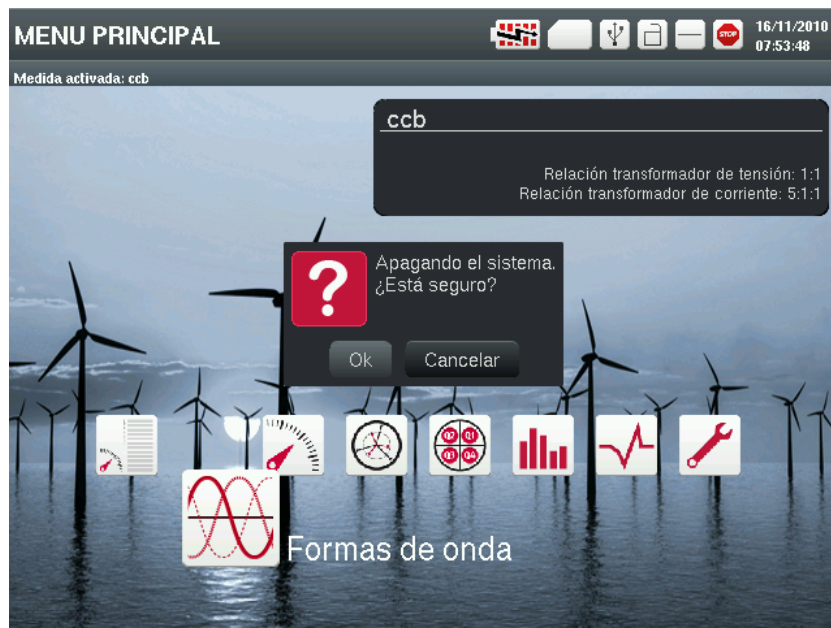 MENU PRINCIPAL
STOP
16/11/2010
07:53:48
Medida activada: ccb
ccb
Relación transformador de tensión: 1:1
Relación transformador de corriente: 5:1:1
Apagando el sistema.
¿Está seguro?
Ok
Cancelar
Q2 Q1
Q3 Q4
Formas de onda